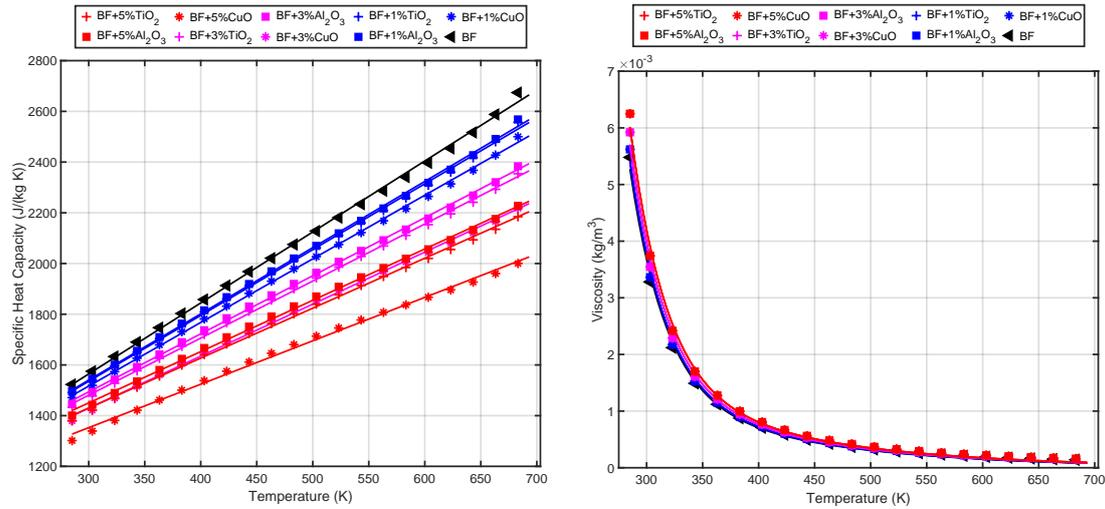 BF+5%TiO2 BF+5%CuO BF+3%Al2O3 BF+1%TiO2 BF+1%CuO
BF+5%Al2O3 BF+3%TiO2 BF+3%CuO BF+1%Al2O3 BF
2800
2600
2400
2200
2000
1800
1600
1400
1200
Specific Heat Capacity (J/(kg K))
300 350 400 450 500 550 600 650 700
Temperature (K)
BF+5%TiO2 BF+5%CuO BF+3%Al2O3 BF+1%TiO2 BF+1%CuO
BF+5%Al2O3 BF+3%TiO2 BF+3%CuO BF+1%Al2O3 BF
×10-3
7
6
5
4
3
2
1
0
Viscosity (kg/m3)
300 350 400 450 500 550 600 650 700
Temperature (K)